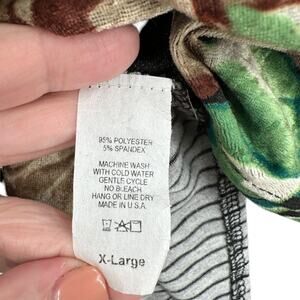 95% POLYESTER
5% SPANDEX
MACHINE WASH
WITH COLD WATER
GENTLE CYCLE
NO BLEACH
HANG OR LINE DRY
MADE IN U.S.A.
X-Large